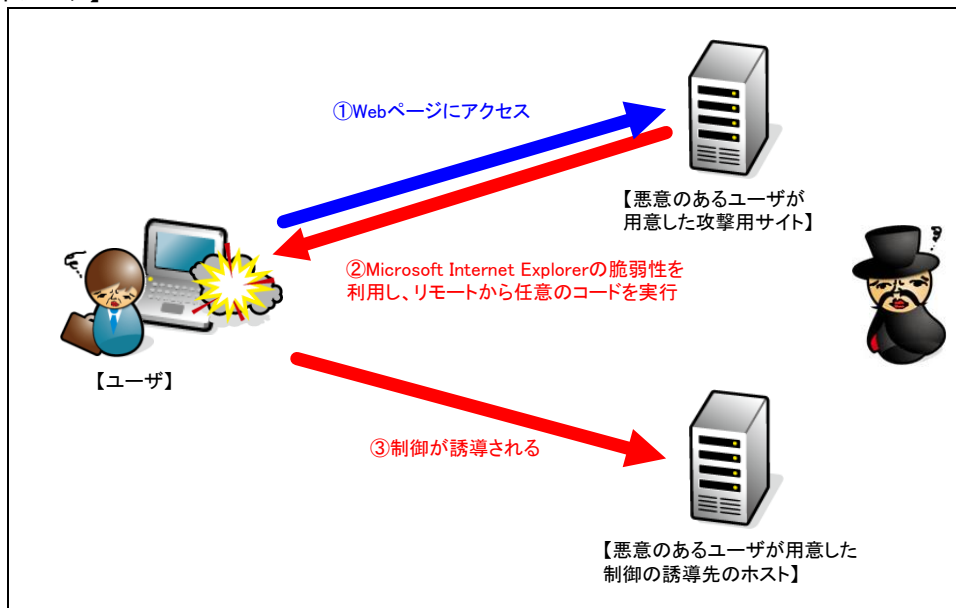 ①Webページにアクセス
【悪意のあるユーザが
用意した攻撃用サイト】
②Microsoft Internet Explorerの脆弱性を
利用し、リモートから任意のコードを実行
【ユーザ】
③制御が誘導される
【悪意のあるユーザが用意した
制御の誘導先のホスト】